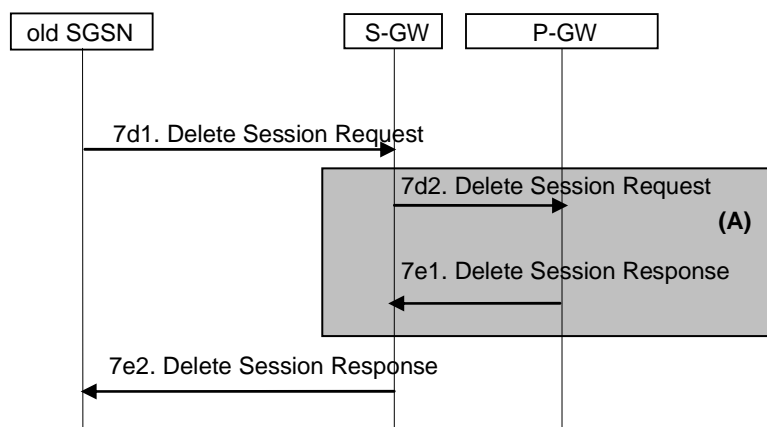 old SGSN
S-GW
P-GW
7d1. Delete Session Request
7d2. Delete Session Request
(A)
7e1. Delete Session Response
7e2. Delete Session Response